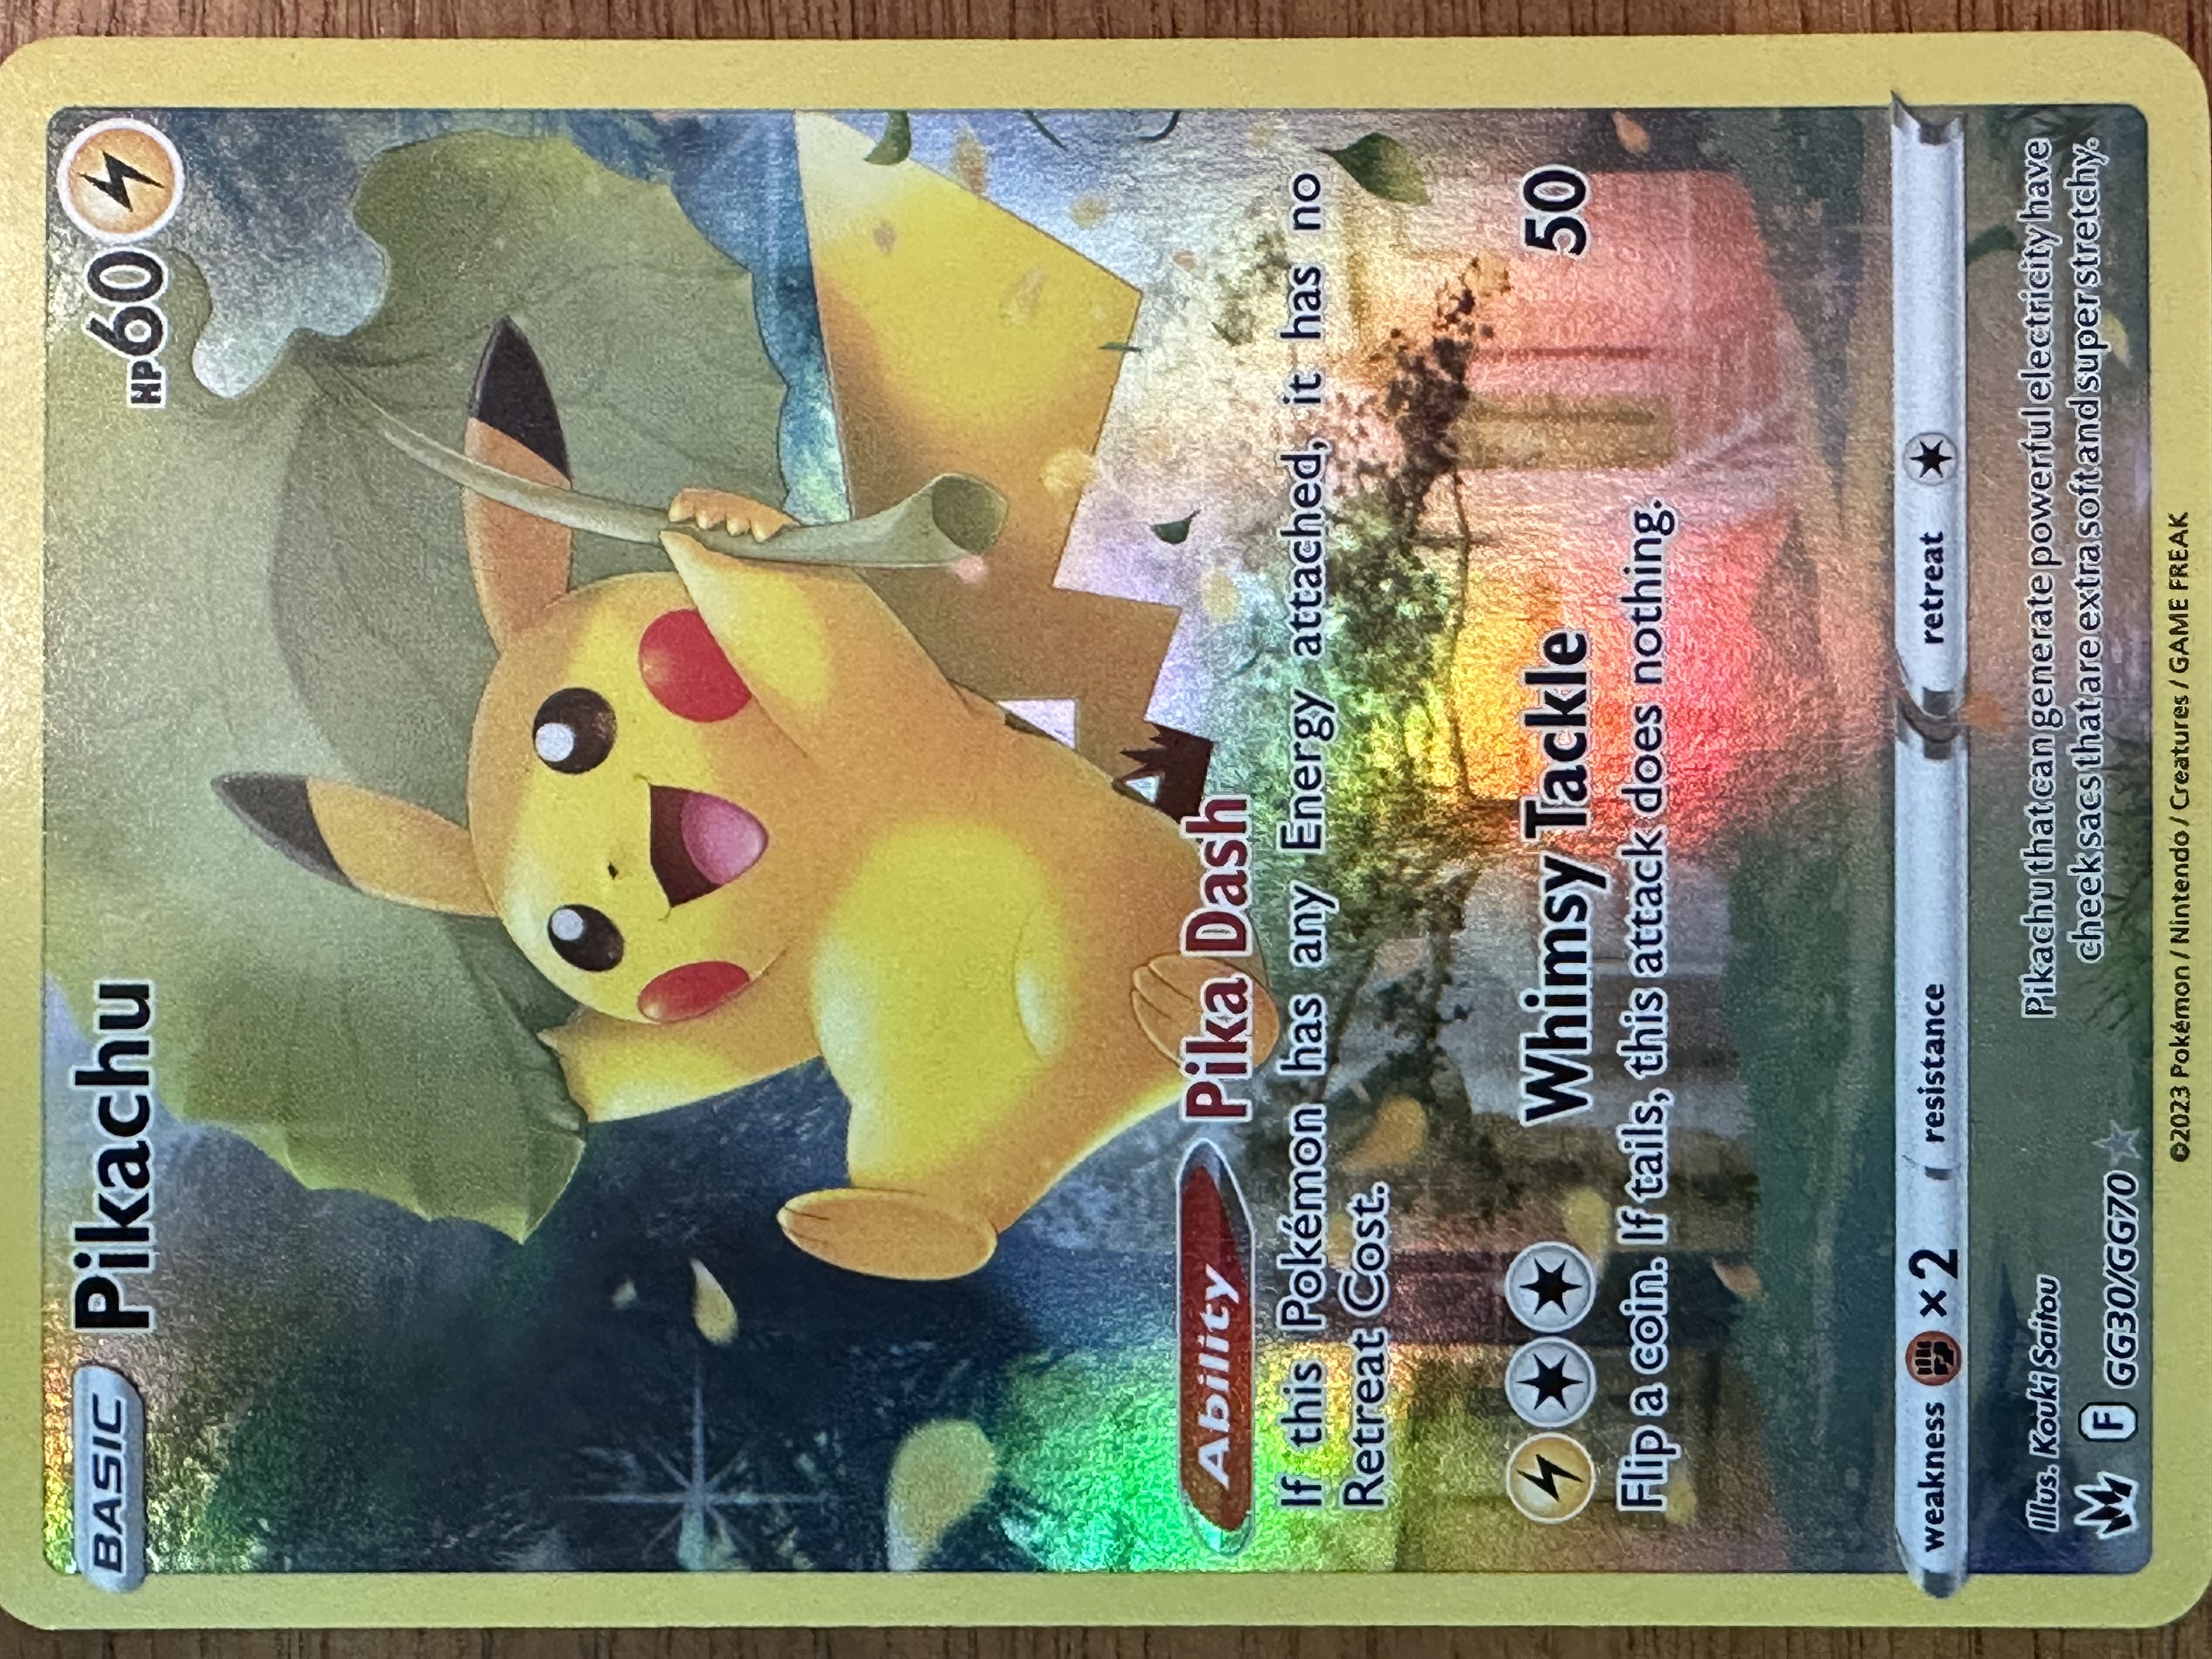 BASIC Pikachu HP60
Ability Pika Dash
If this Pokémon has any Energy attached, it has no
Retreat Cost.
Whimsy Tackle 50
Flip a coin. If tails, this attack does nothing.
weakness ×2 resistance retreat
Illus. Kouki Saitou
Pikachu that can generate powerful electricity have
cheek sacs that are extra soft and super stretchy.
F GG30/GG70
©2023 Pokémon / Nintendo / Creatures / GAME FREAK